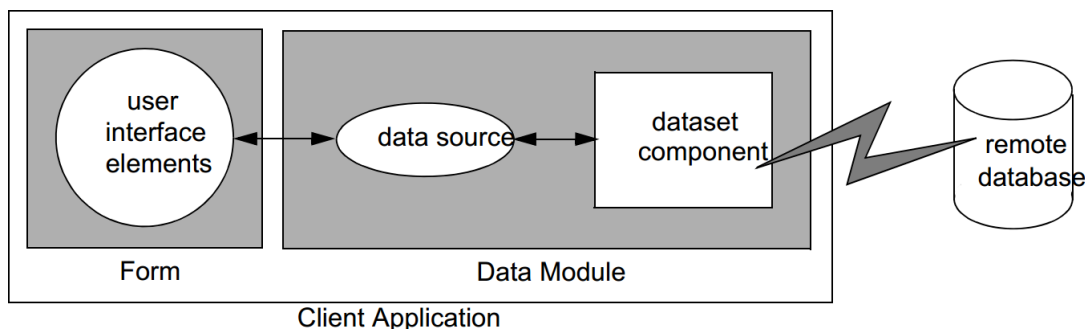 user
interface
elements
data source
dataset
component
remote
database
Form
Data Module
Client Application